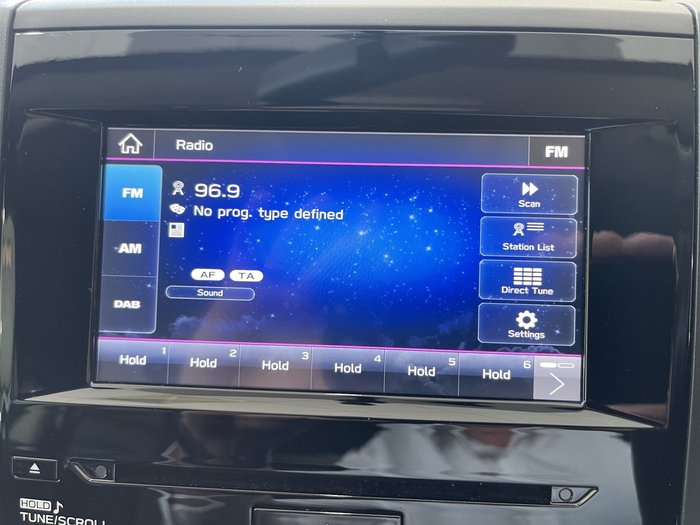 Radio
FM
FM
96.9
Scan
No prog. type defined
AM
Station List
AF TA
Direct Tune
DAB
Sound
Settings
Hold 1
Hold 2
Hold 3
Hold 4
Hold 5
Hold 6
HOLD
TUNE/SCROLL